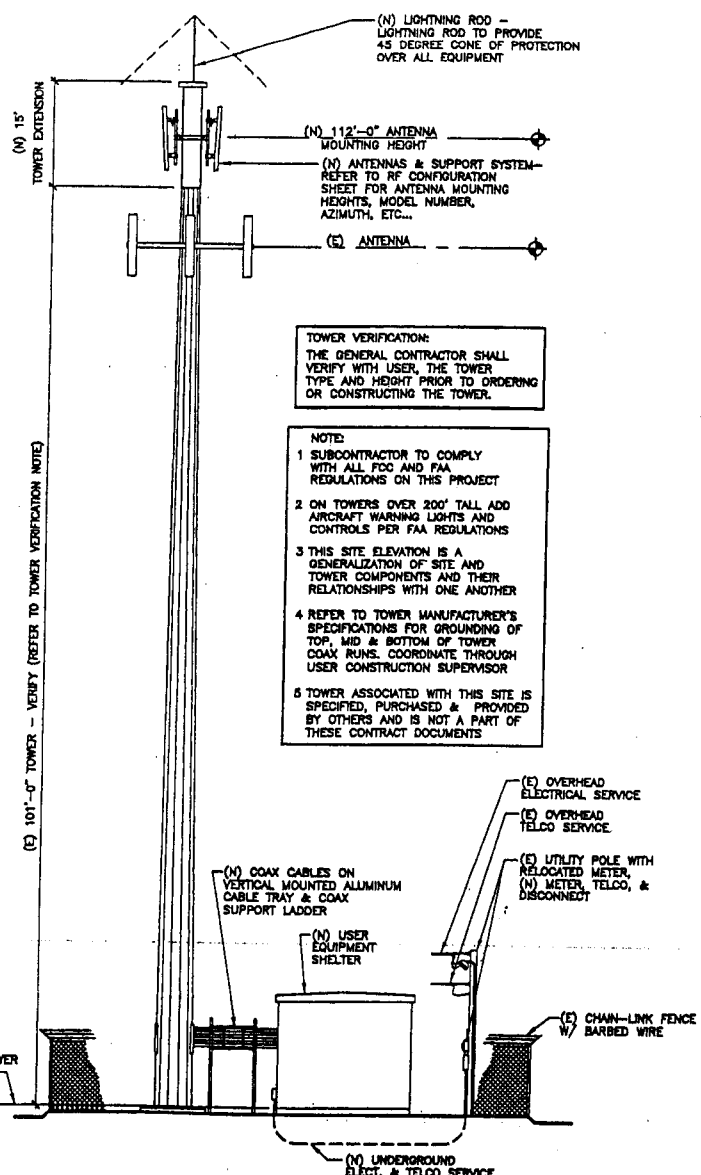 (N) LIGHTNING ROD –
LIGHTNING ROD TO PROVIDE
45 DEGREE CONE OF PROTECTION
OVER ALL EQUIPMENT
(N) 15'
TOWER EXTENSION
(N) 112'-0" ANTENNA
MOUNTING HEIGHT
(N) ANTENNAS & SUPPORT SYSTEM–
REFER TO RF CONFIGURATION
SHEET FOR ANTENNA MOUNTING
HEIGHTS, MODEL NUMBER,
AZIMUTH, ETC...
(E) ANTENNA
TOWER VERIFICATION:
THE GENERAL CONTRACTOR SHALL
VERIFY WITH USER, THE TOWER
TYPE AND HEIGHT PRIOR TO ORDERING
OR CONSTRUCTING THE TOWER.
NOTE:
1 SUBCONTRACTOR TO COMPLY
WITH ALL FCC AND FAA
REGULATIONS ON THIS PROJECT
2 ON TOWERS OVER 200' TALL ADD
AIRCRAFT WARNING LIGHTS AND
CONTROLS PER FAA REGULATIONS
3 THIS SITE ELEVATION IS A
GENERALIZATION OF SITE AND
TOWER COMPONENTS AND THEIR
RELATIONSHIPS WITH ONE ANOTHER
4 REFER TO TOWER MANUFACTURER'S
SPECIFICATIONS FOR GROUNDING OF
TOP, MID & BOTTOM OF TOWER
COAX RUNS. COORDINATE THROUGH
USER CONSTRUCTION SUPERVISOR
5 TOWER ASSOCIATED WITH THIS SITE IS
SPECIFIED, PURCHASED & PROVIDED
BY OTHERS AND IS NOT A PART OF
THESE CONTRACT DOCUMENTS
(E) 101'-0" TOWER – VERIFY (REFER TO TOWER VERIFICATION NOTE)
(E) OVERHEAD
ELECTRICAL SERVICE
(E) OVERHEAD
TELCO SERVICE
(E) UTILITY POLE WITH
RELOCATED METER,
(N) METER, TELCO, &
DISCONNECT
(N) COAX CABLES ON
VERTICAL MOUNTED ALUMINUM
CABLE TRAY & COAX
SUPPORT LADDER
(N) USER
EQUIPMENT
SHELTER
(E) CHAIN-LINK FENCE
W/ BARBED WIRE
(N) UNDERGROUND
ELECT. & TELCO SERVICE